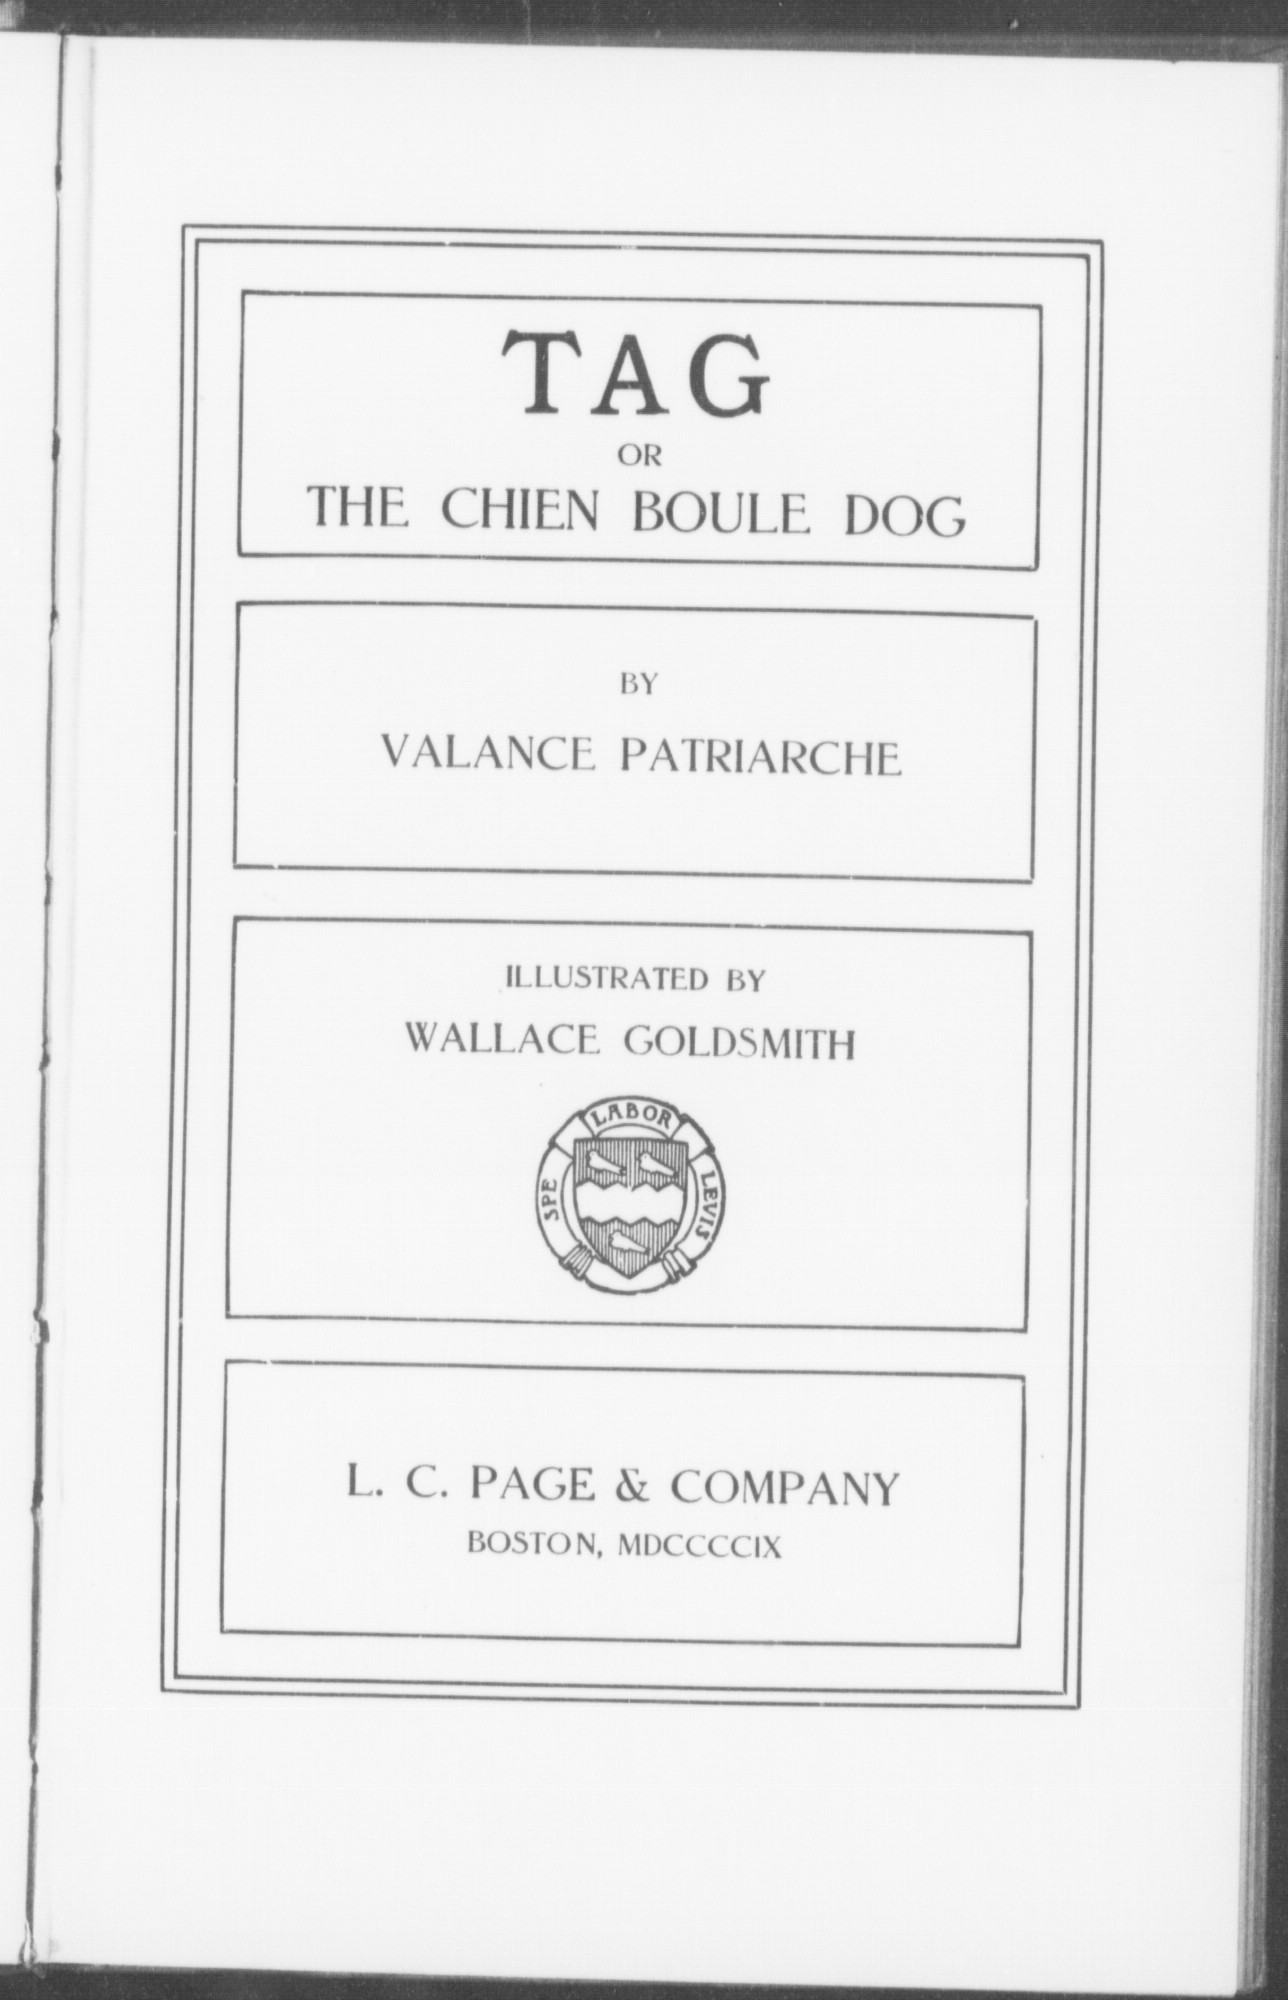 TAG
OR
THE CHIEN BOULE DOG
BY
VALANCE PATRIARCHE
ILLUSTRATED BY
WALLACE GOLDSMITH
SPE LABOR LEVIS
L. C. PAGE & COMPANY
BOSTON, MDCCCCIX